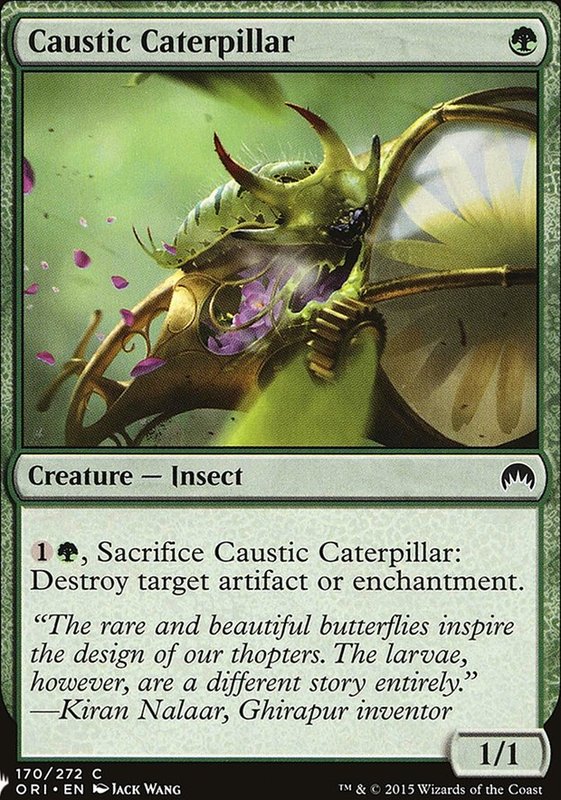 Caustic Caterpillar
Creature — Insect
1, Sacrifice Caustic Caterpillar:
Destroy target artifact or enchantment.
“The rare and beautiful butterflies inspire
the design of our thopters. The larvae,
however, are a different story entirely.”
—Kiran Nalaar, Ghirapur inventor
1/1
170/272 C
ORI • EN Jack Wang
™ & © 2015 Wizards of the Coast